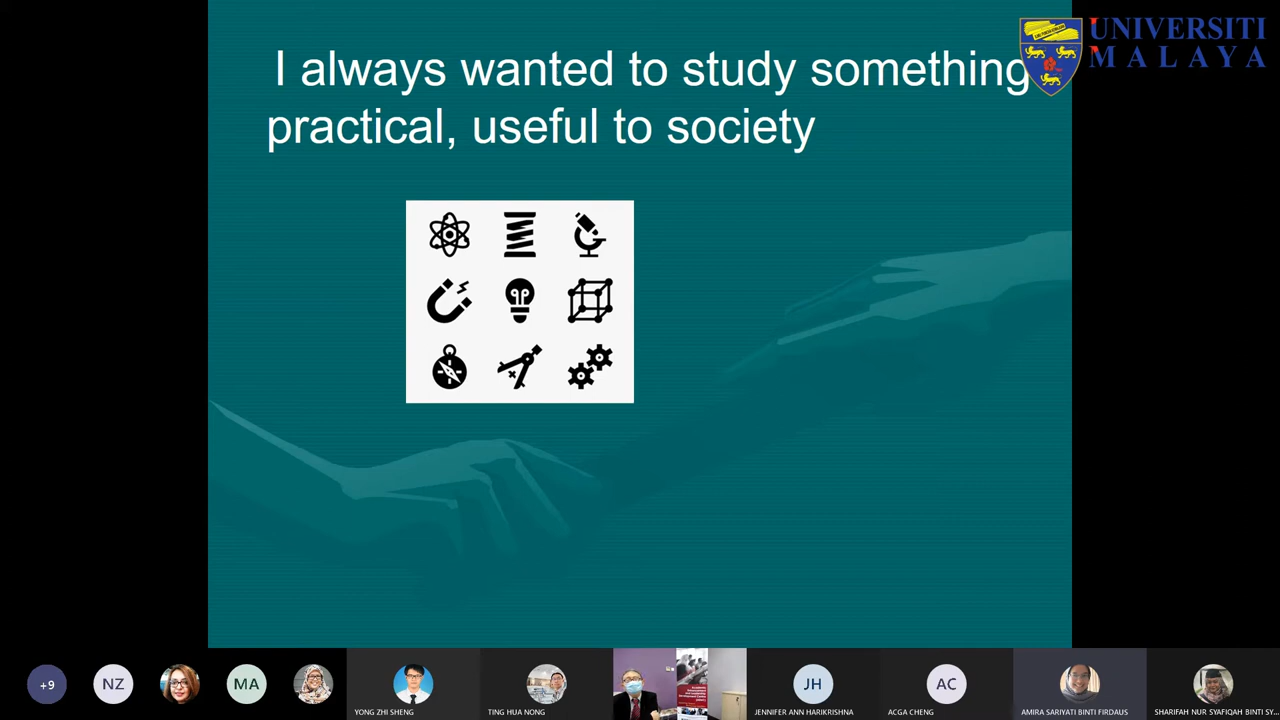 I always wanted to study something
practical, useful to society
UNIVERSITI
MALAYA
+9
NZ
MA
YONG ZHI SHENG
TING HUA NONG
JH
JENNIFER ANN HARIKRISHNA
AC
ACGA CHENG
AMIRA SARIYATI BINTI FIRDAUS
SHARIFAH NUR SYAFIQAH BINTI SY...